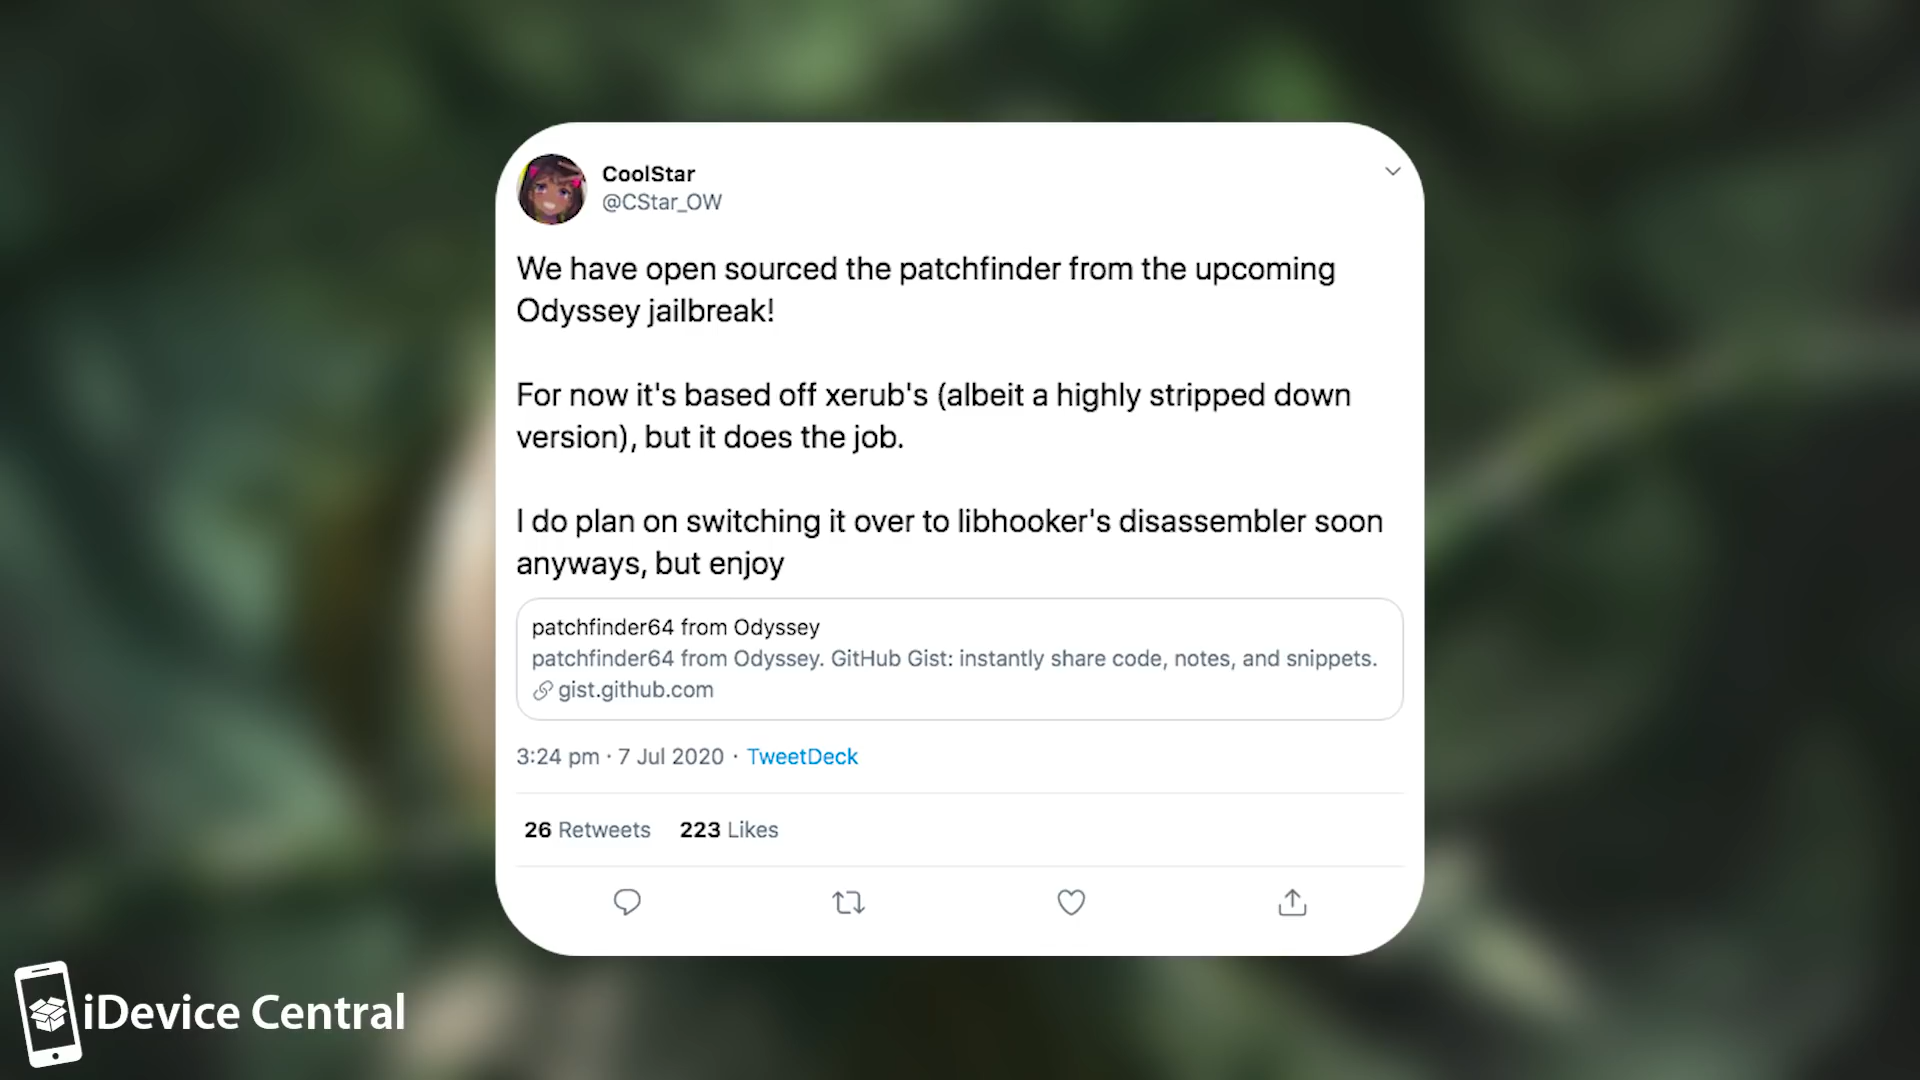 CoolStar
@CStar_OW
We have open sourced the patchfinder from the upcoming
Odyssey jailbreak!
For now it's based off xerub's (albeit a highly stripped down
version), but it does the job.
I do plan on switching it over to libhooker's disassembler soon
anyways, but enjoy
patchfinder64 from Odyssey
patchfinder64 from Odyssey. GitHub Gist: instantly share code, notes, and snippets.
gist.github.com
3:24 pm · 7 Jul 2020 · TweetDeck
26 Retweets 223 Likes
iDevice Central